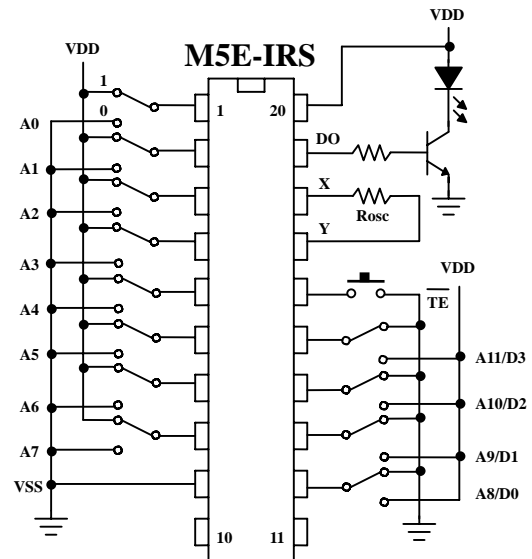 VDD
VDD
M5E-IRS
1
0
1
20
A0
DO
A1
X
A2
Rosc
Y
A3
VDD
TE
A4
A5
A11/D3
A10/D2
A6
A7
A9/D1
VSS
A8/D0
10
11